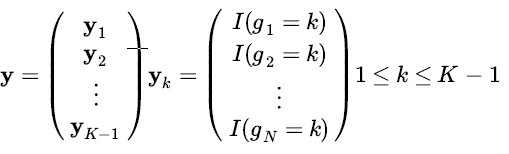 y = ( y_1 y_2 ⋮ y_{K−1} ) y_k = ( I(g_1 = k) I(g_2 = k) ⋮ I(g_N = k) ) 1 ≤ k ≤ K − 1